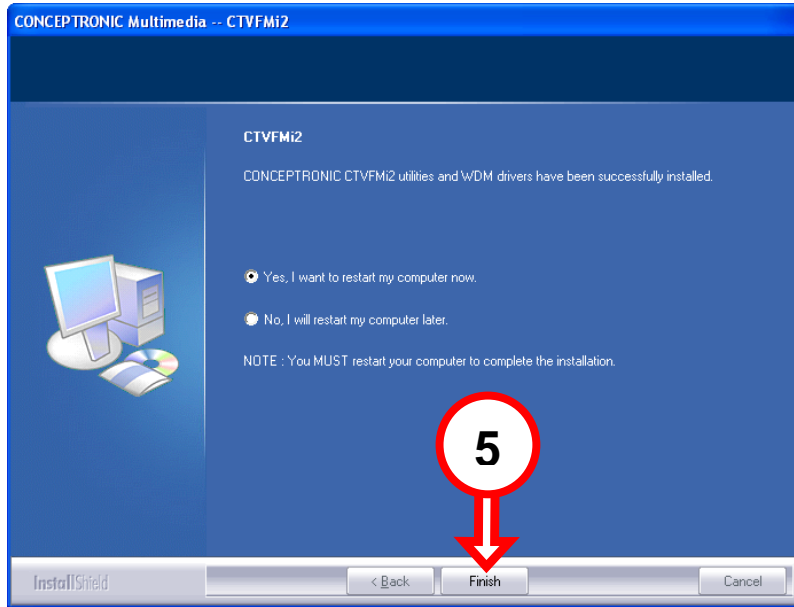 CONCEPTRONIC Multimedia -- CTVFMi2
CTVFMi2
CONCEPTRONIC CTVFMi2 utilities and WDM drivers have been successfully installed.
Yes, I want to restart my computer now.
No, I will restart my computer later.
NOTE : You MUST restart your computer to complete the installation.
5
InstallShield
< Back
Finish
Cancel